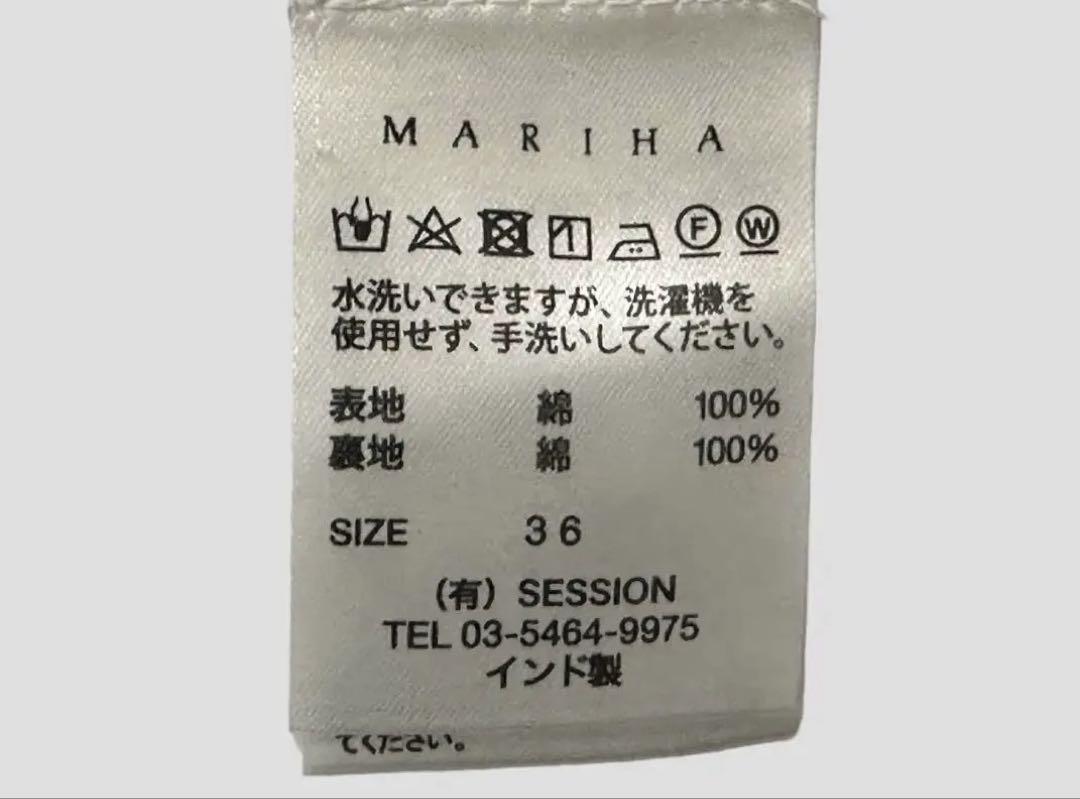 MARIHA
F W
水洗いできますが、洗濯機を
使用せず、手洗いしてください。
表地 綿 100%
裏地 綿 100%
SIZE 36
(有) SESSION
TEL 03-5464-9975
インド製
てください。